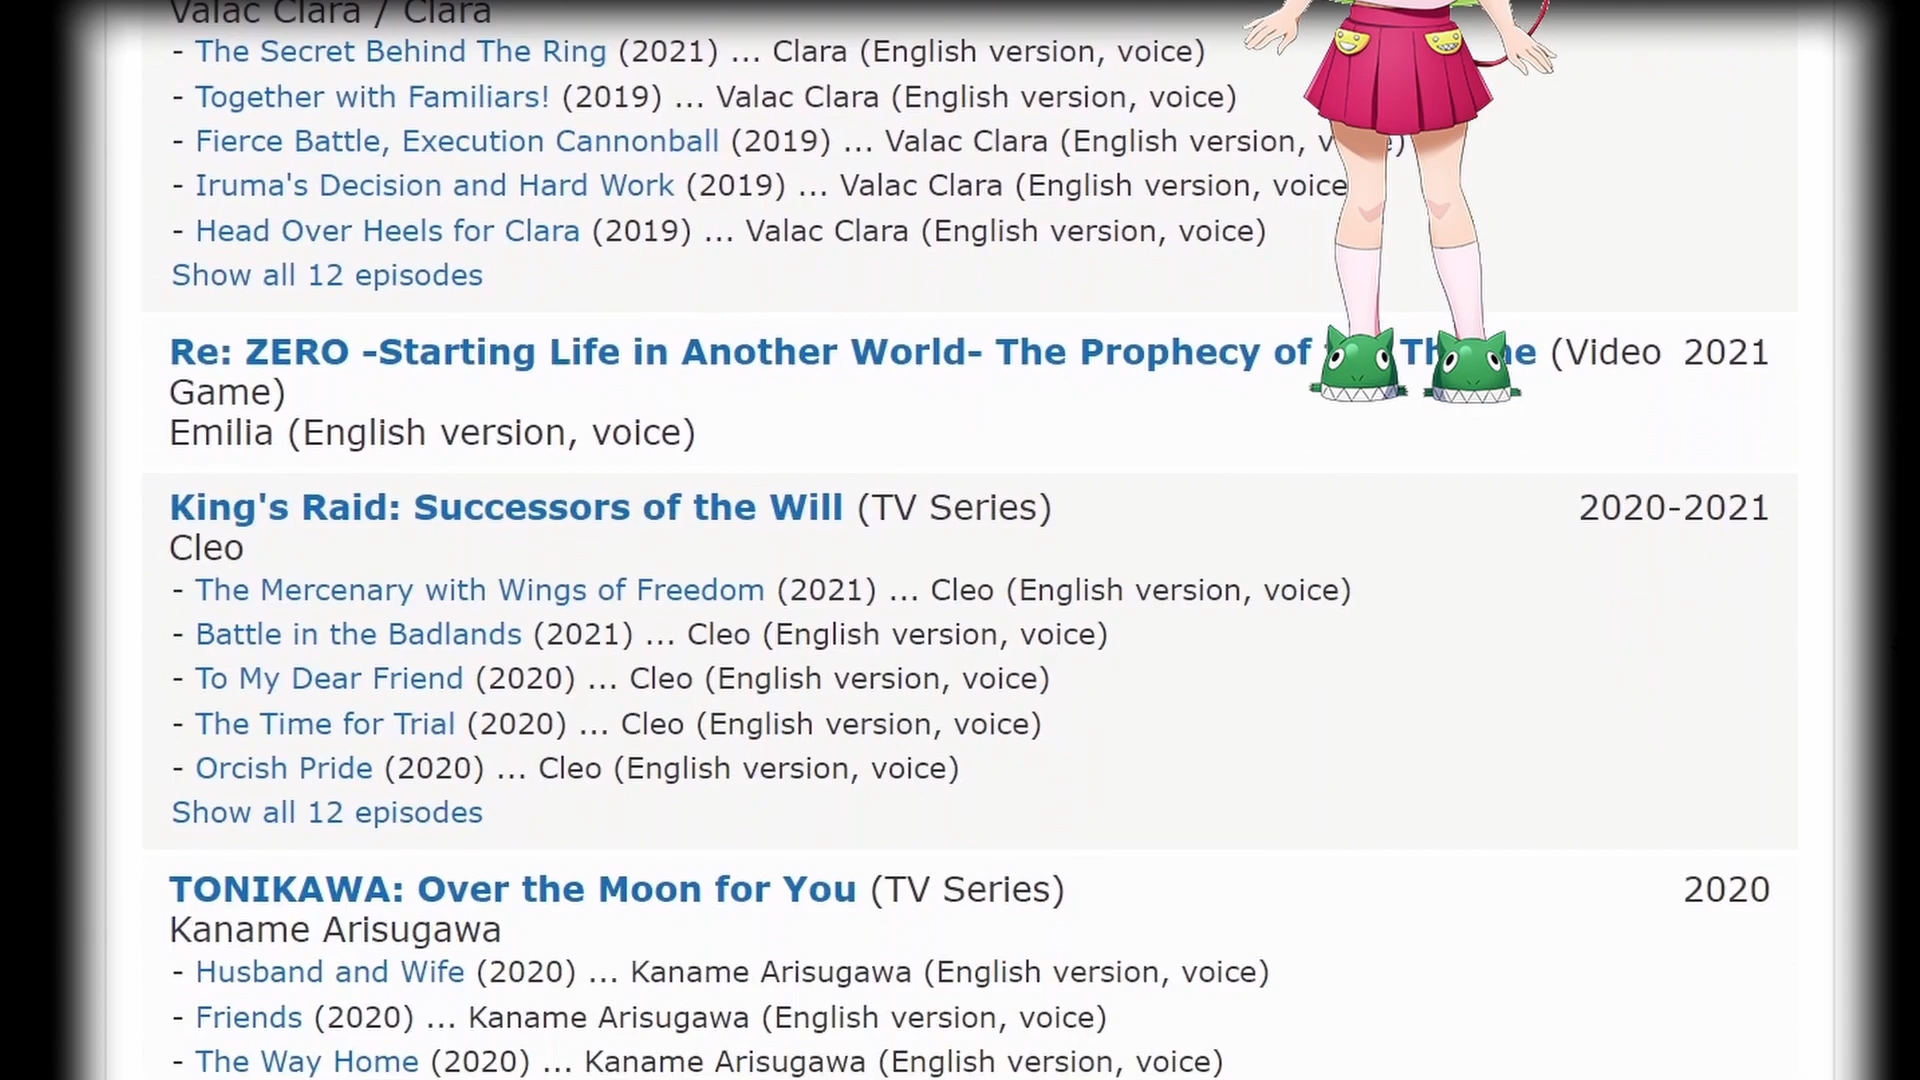 Valac Clara / Clara
- The Secret Behind The Ring (2021) ... Clara (English version, voice)
- Together with Familiars! (2019) ... Valac Clara (English version, voice)
- Fierce Battle, Execution Cannonball (2019) ... Valac Clara (English version, v e)
- Iruma's Decision and Hard Work (2019) ... Valac Clara (English version, voice
- Head Over Heels for Clara (2019) ... Valac Clara (English version, voice)
Show all 12 episodes
Re: ZERO -Starting Life in Another World- The Prophecy of (Video 2021
Game)
Emilia (English version, voice)
King's Raid: Successors of the Will (TV Series) 2020-2021
Cleo
- The Mercenary with Wings of Freedom (2021) ... Cleo (English version, voice)
- Battle in the Badlands (2021) ... Cleo (English version, voice)
- To My Dear Friend (2020) ... Cleo (English version, voice)
- The Time for Trial (2020) ... Cleo (English version, voice)
- Orcish Pride (2020) ... Cleo (English version, voice)
Show all 12 episodes
TONIKAWA: Over the Moon for You (TV Series) 2020
Kaname Arisugawa
- Husband and Wife (2020) ... Kaname Arisugawa (English version, voice)
- Friends (2020) ... Kaname Arisugawa (English version, voice)
- The Way Home (2020) ... Kaname Arisugawa (English version, voice)